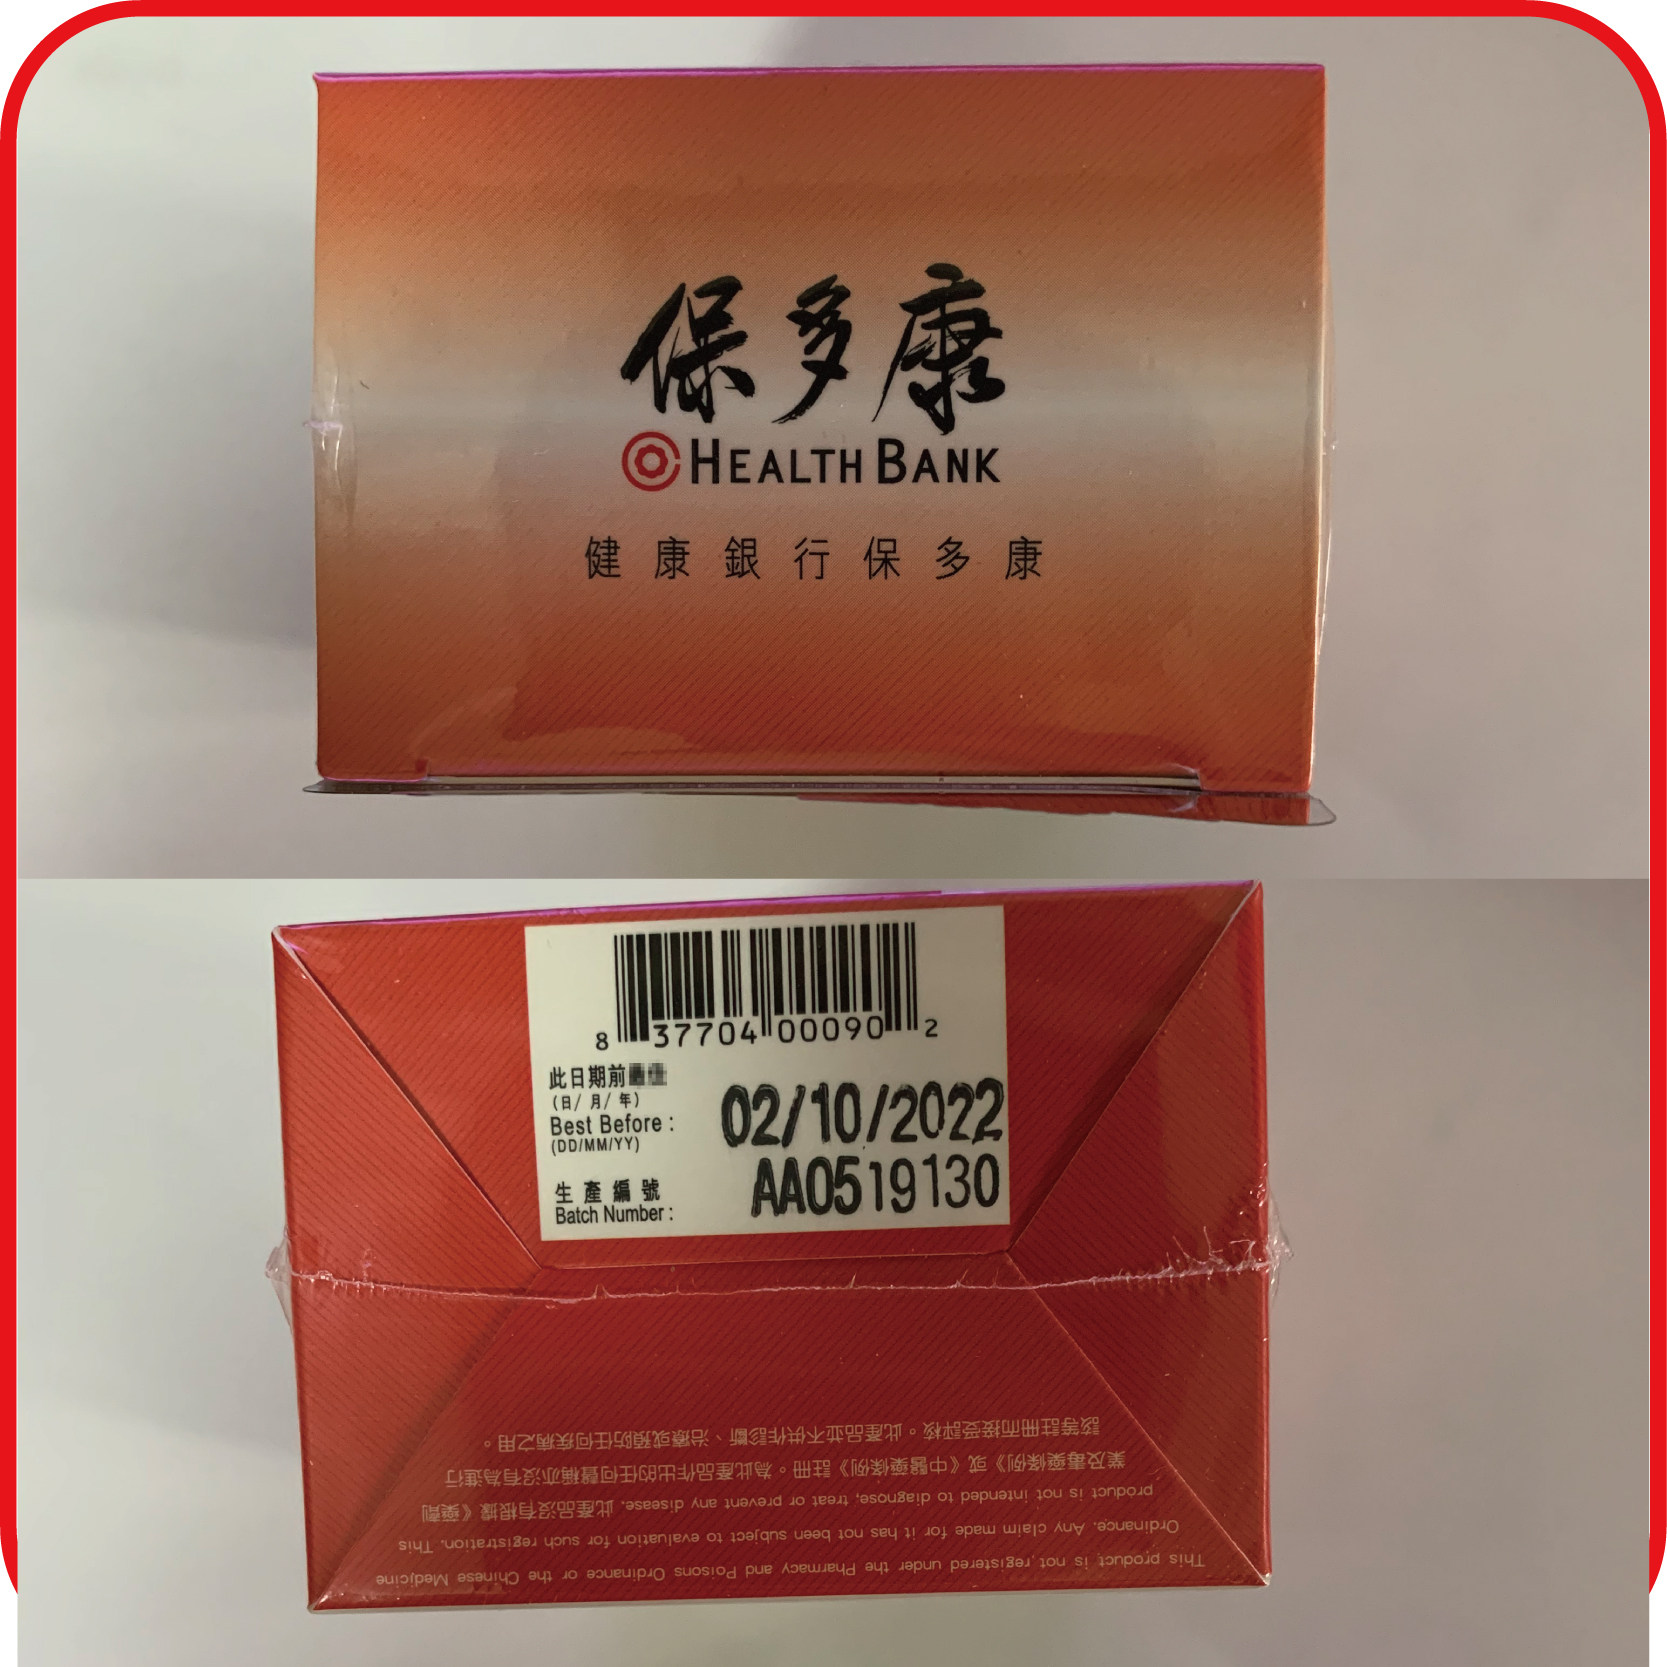 保多康
HEALTH BANK
健康銀行保多康
8 37704 00090 2
此日期前
(日/ 月/ 年)
Best Before :
(DD/MM/YY)
02/10/2022
生產編號
Batch Number :
AA0519130
This product is not registered under the Pharmacy and Poisons Ordinance or the Chinese Medicine
Ordinance. Any claim made for it has not been subject to evaluation for such registration. This
product is not intended to diagnose, treat or prevent any disease. 此產品沒有根據《藥劑
業及毒藥條例》或《中醫藥條例》註冊。為此產品作出的任何聲稱亦沒有為進行
該等註冊而接受評核。此產品並不供作診斷、治療或預防任何疾病之用。